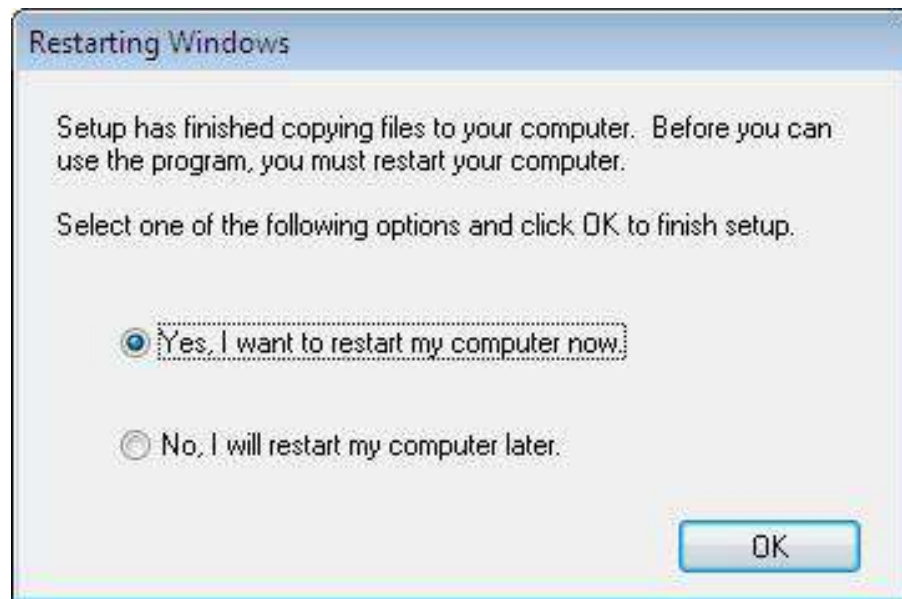 Restarting Windows
Setup has finished copying files to your computer.  Before you can
use the program, you must restart your computer.
Select one of the following options and click OK to finish setup.
Yes, I want to restart my computer now.
No, I will restart my computer later.
OK